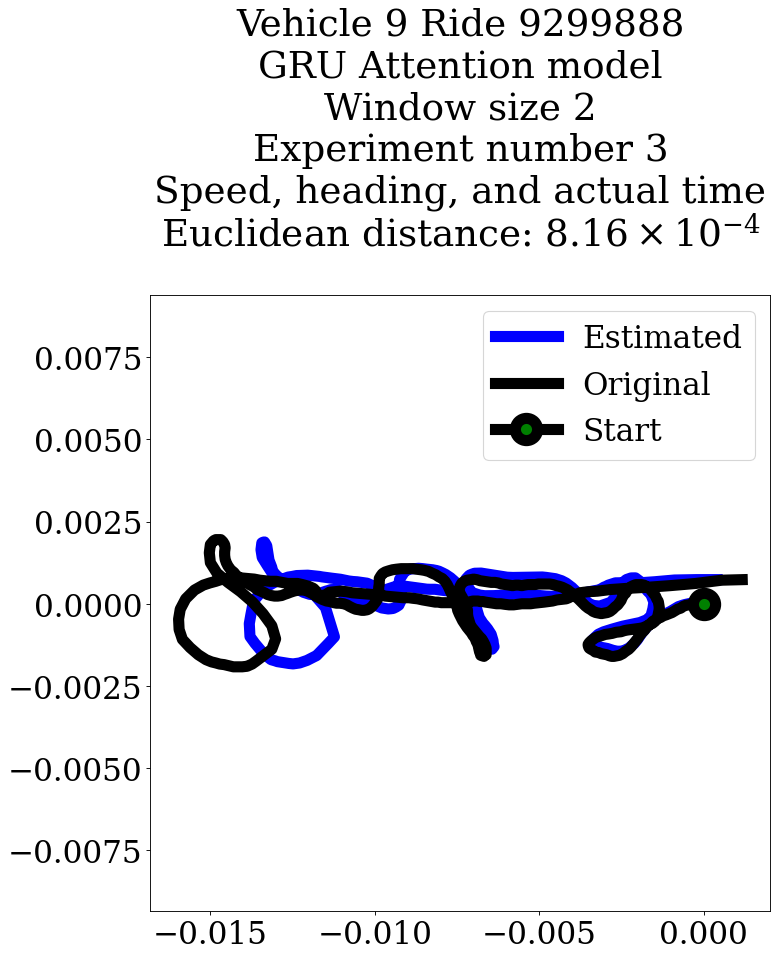 Vehicle 9 Ride 9299888
GRU Attention model
Window size 2
Experiment number 3
Speed, heading, and actual time
Euclidean distance: 8.16 × 10⁻⁴
Estimated
Original
Start
0.0075
0.0050
0.0025
0.0000
−0.0025
−0.0050
−0.0075
−0.015
−0.010
−0.005
0.000